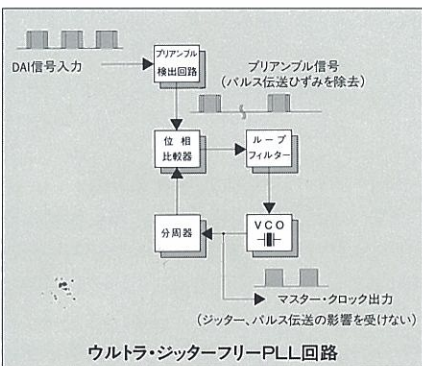 プリアンブル
検出回路
DAI信号入力
プリアンブル信号
(パルス伝送ひずみを除去)
位相
比較器
ループ
フィルター
分周器
VCO
マスター・クロック出力
(ジッター、パルス伝送の影響を受けない)
ウルトラ・ジッターフリーPLL回路